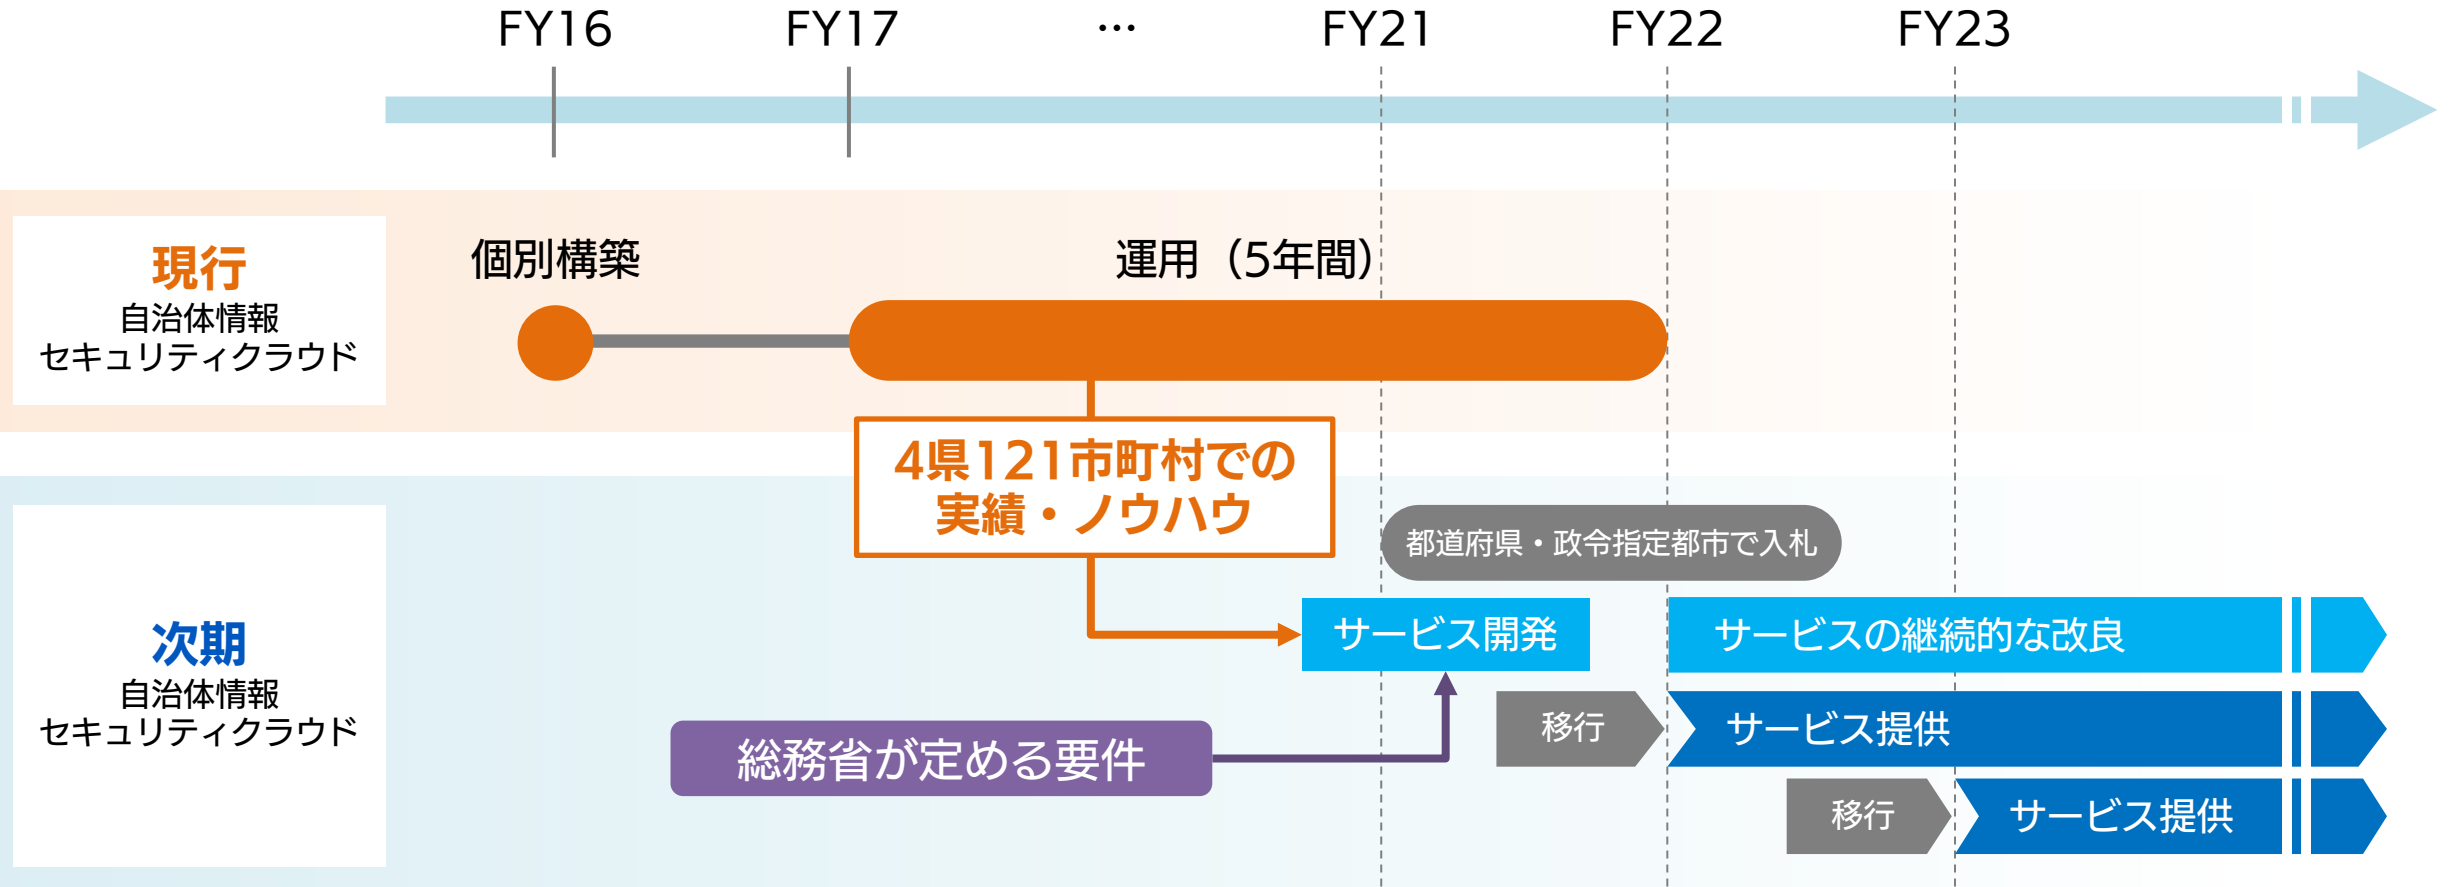 FY16
FY17
…
FY21
FY22
FY23
現行
自治体情報
セキュリティクラウド
個別構築
運用（5年間）
4県121市町村での
実績・ノウハウ
次期
自治体情報
セキュリティクラウド
都道府県・政令指定都市で入札
サービス開発
サービスの継続的な改良
総務省が定める要件
移行
サービス提供
移行
サービス提供